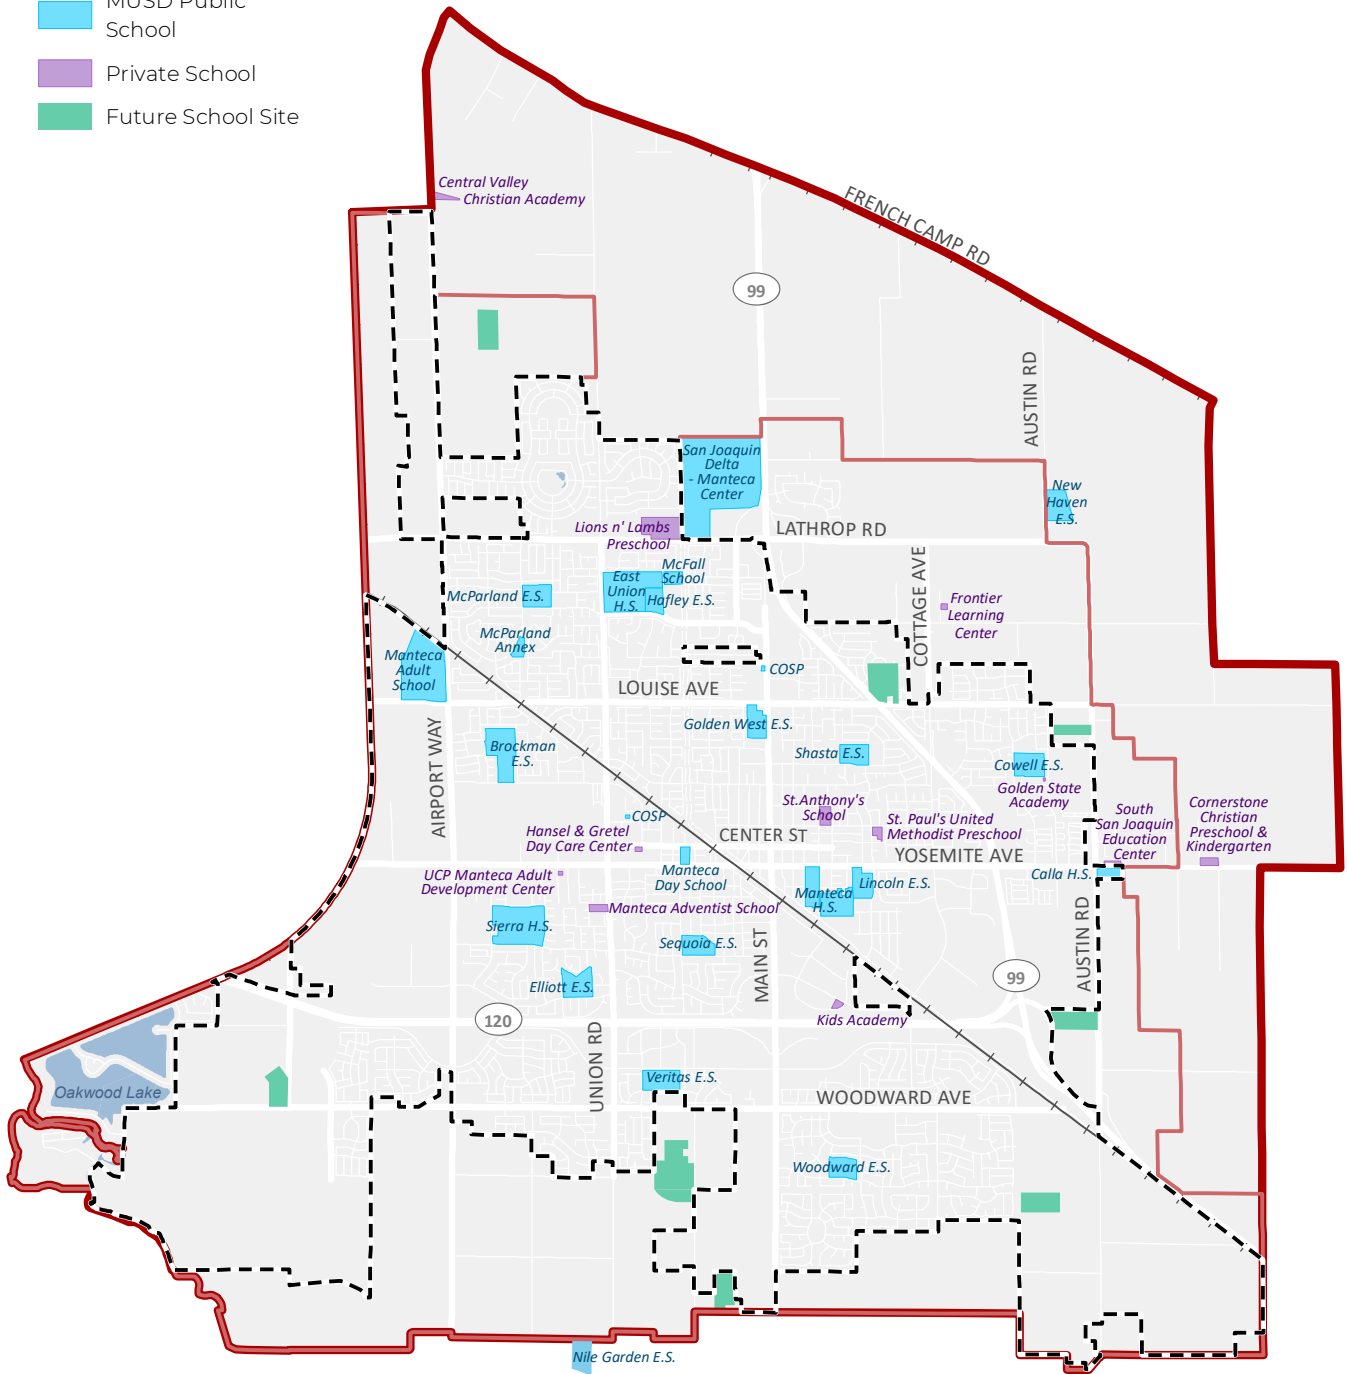 MUSD Public
School
Private School
Future School Site
Central Valley
Christian Academy
FRENCH CAMP RD
99
AUSTIN RD
San Joaquin
Delta
- Manteca
Center
New
Haven
E.S.
Lions n' Lambs
Preschool
LATHROP RD
McFall
School
East
Union
H.S.
Hafley E.S.
McParland E.S.
COTTAGE AVE
Frontier
Learning
Center
McParland
Annex
Manteca
Adult
School
COSP
LOUISE AVE
Golden West E.S.
AIRPORT WAY
Brockman
E.S.
Shasta E.S.
Cowell E.S.
Golden State
Academy
St.Anthony's
School
South
San Joaquin
Education
Center
Cornerstone
Christian
Preschool &
Kindergarten
COSP
Hansel & Gretel
Day Care Center
CENTER ST
St. Paul's United
Methodist Preschool
YOSEMITE AVE
UCP Manteca Adult
Development Center
Manteca
Day School
Calla H.S.
Manteca
H.S.
Lincoln E.S.
Manteca Adventist School
Sierra H.S.
Sequoia E.S.
MAIN ST
AUSTIN RD
Elliott E.S.
99
120
Kids Academy
UNION RD
Oakwood Lake
Veritas E.S.
WOODWARD AVE
Woodward E.S.
Nile Garden E.S.